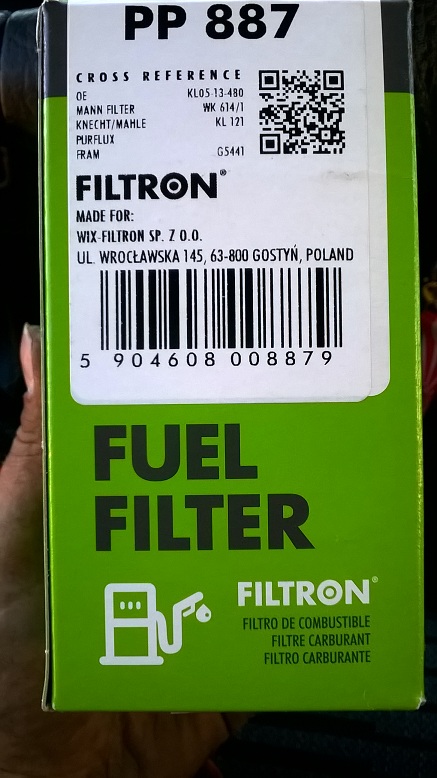 PP 887
CROSS REFERENCE
OE KL05-13-480
MANN FILTER WK 614/1
KNECHT/MAHLE KL 121
PURFLUX
FRAM G5441
FILTRON®
MADE FOR:
WIX-FILTRON SP. Z O.O.
UL. WROCŁAWSKA 145, 63-800 GOSTYŃ, POLAND
5 904608 008879
FUEL
FILTER
FILTRON®
FILTRO DE COMBUSTIBLE
FILTRE CARBURANT
FILTRO CARBURANTE